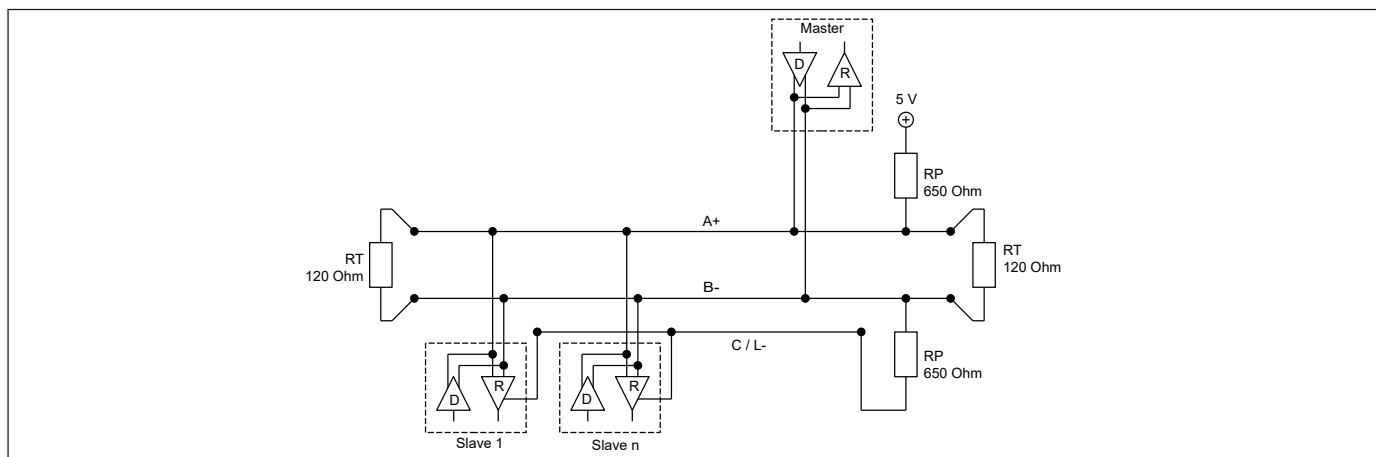 Master
D
R
5 V
+
RP
650 Ohm
A+
RT
120 Ohm
RT
120 Ohm
B-
C / L-
RP
650 Ohm
D
R
D
R
Slave 1
Slave n